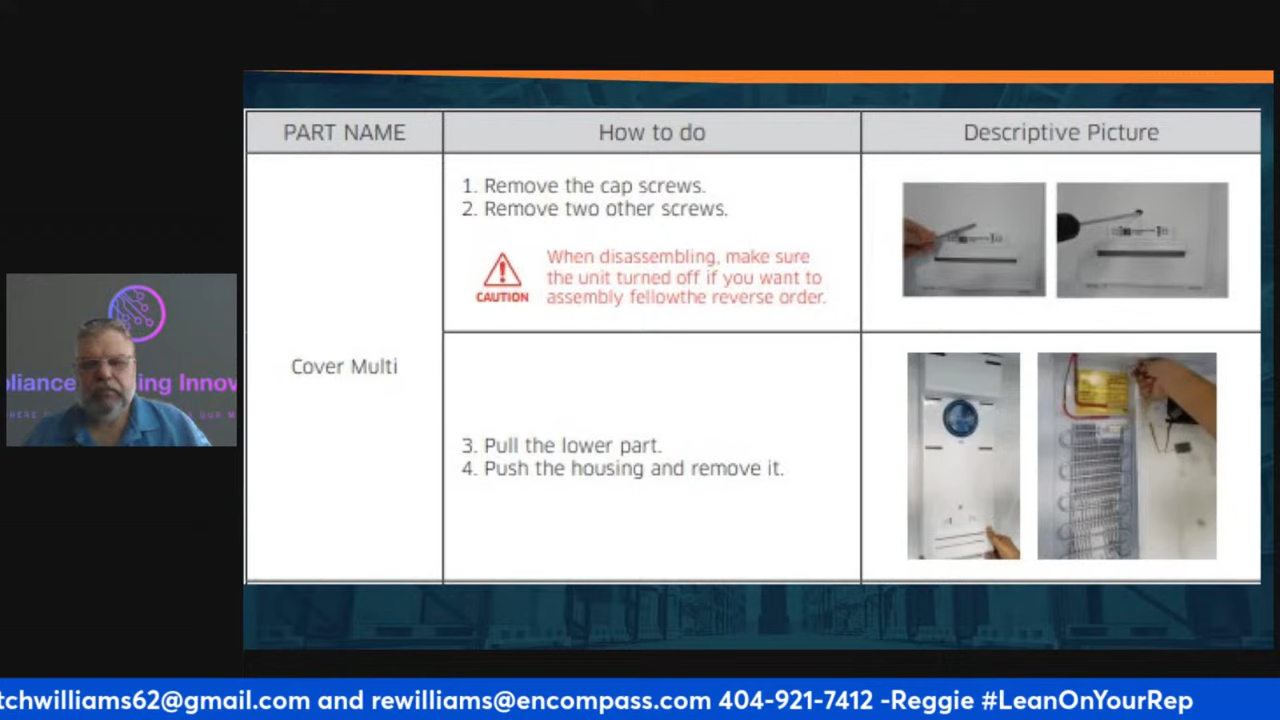 PART NAME
How to do
Descriptive Picture
1. Remove the cap screws.
2. Remove two other screws.
CAUTION
When disassembling, make sure
the unit turned off if you want to
assembly fellowthe reverse order.
Cover Multi
3. Pull the lower part.
4. Push the housing and remove it.
pliance
ing Innov
tchwilliams62@gmail.com and rewilliams@encompass.com 404-921-7412 -Reggie #LeanOnYourRep